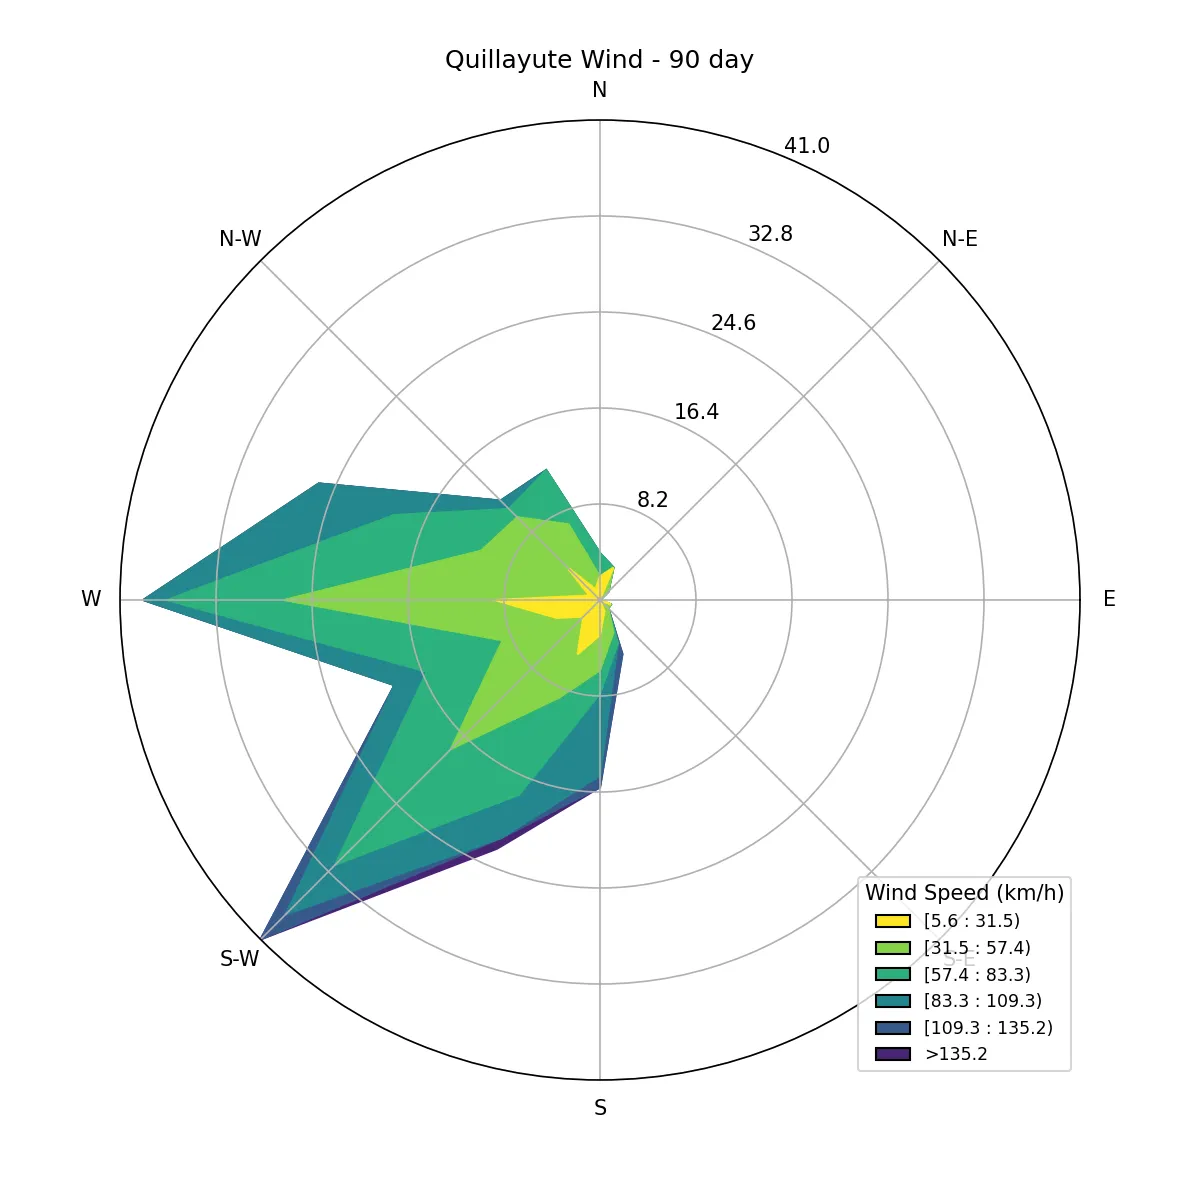 Quillayute Wind - 90 day
N
41.0
N-W
32.8
N-E
24.6
16.4
8.2
W
E
S-W
S-E
S
Wind Speed (km/h)
[5.6 : 31.5)
[31.5 : 57.4)
[57.4 : 83.3)
[83.3 : 109.3)
[109.3 : 135.2)
>135.2